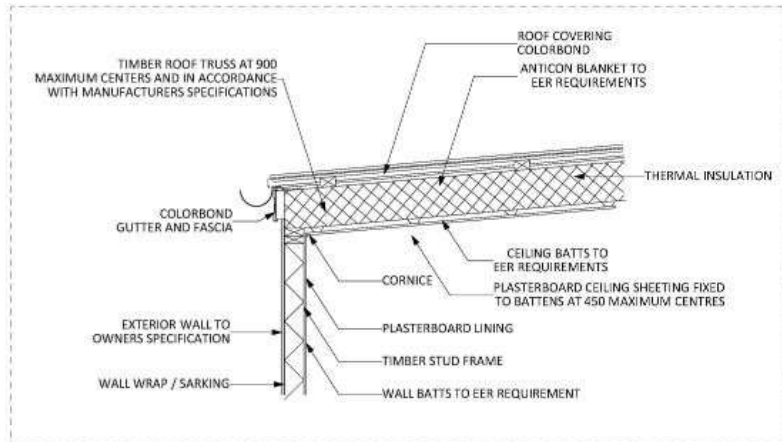 ROOF COVERING
COLORBOND
TIMBER ROOF TRUSS AT 900
MAXIMUM CENTERS AND IN ACCORDANCE
WITH MANUFACTURERS SPECIFICATIONS
ANTICON BLANKET TO
EER REQUIREMENTS
THERMAL INSULATION
COLORBOND
GUTTER AND FASCIA
CEILING BATTS TO
EER REQUIREMENTS
CORNICE
PLASTERBOARD CEILING SHEETING FIXED
TO BATTENS AT 450 MAXIMUM CENTRES
EXTERIOR WALL TO
OWNERS SPECIFICATION
PLASTERBOARD LINING
TIMBER STUD FRAME
WALL WRAP / SARKING
WALL BATTS TO EER REQUIREMENT